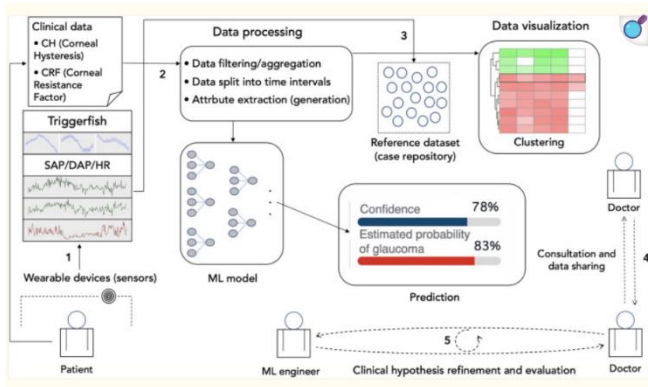 Clinical data
• CH (Corneal
Hysteresis)
• CRF (Corneal
Resistance
Factor)
Triggerfish
SAP/DAP/HR
1
Wearable devices (sensors)
Patient
2
Data processing
• Data filtering/aggregation
• Data split into time intervals
• Attrbute extraction (generation)
ML model
3
Reference dataset
(case repository)
Data visualization
Clustering
Confidence
78%
Estimated probability
of glaucoma
83%
Prediction
Doctor
Consultation and
data sharing
4
ML engineer
5
Clinical hypothesis refinement and evaluation
Doctor